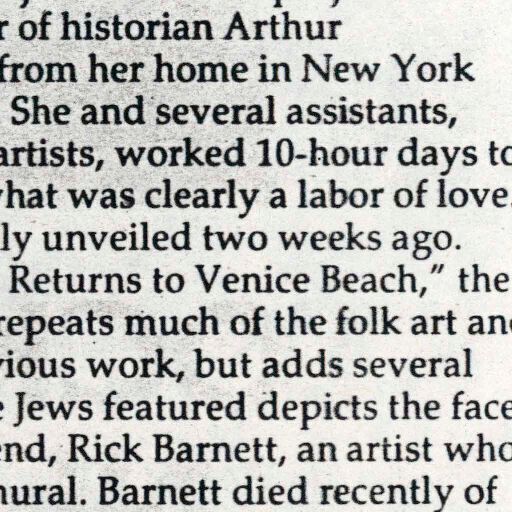 r of historian Arthur
from her home in New York
She and several assistants,
artists, worked 10-hour days to
what was clearly a labor of love.
ly unveiled two weeks ago.
Returns to Venice Beach,” the
repeats much of the folk art and
vious work, but adds several
e Jews featured depicts the face
end, Rick Barnett, an artist who
mural. Barnett died recently of